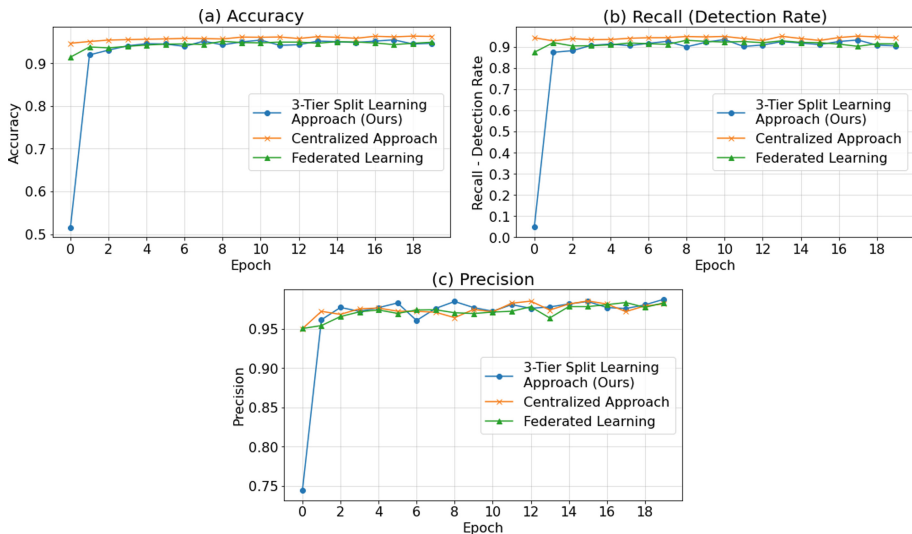 (a) Accuracy
Accuracy
0.9
0.8
0.7
0.6
0.5
3-Tier Split Learning
Approach (Ours)
Centralized Approach
Federated Learning
0 2 4 6 8 10 12 14 16 18
Epoch
(b) Recall (Detection Rate)
Recall - Detection Rate
0.9
0.8
0.7
0.6
0.5
0.4
0.3
0.2
0.1
0.0
3-Tier Split Learning
Approach (Ours)
Centralized Approach
Federated Learning
0 2 4 6 8 10 12 14 16 18
Epoch
(c) Precision
Precision
0.95
0.90
0.85
0.80
0.75
3-Tier Split Learning
Approach (Ours)
Centralized Approach
Federated Learning
0 2 4 6 8 10 12 14 16 18
Epoch